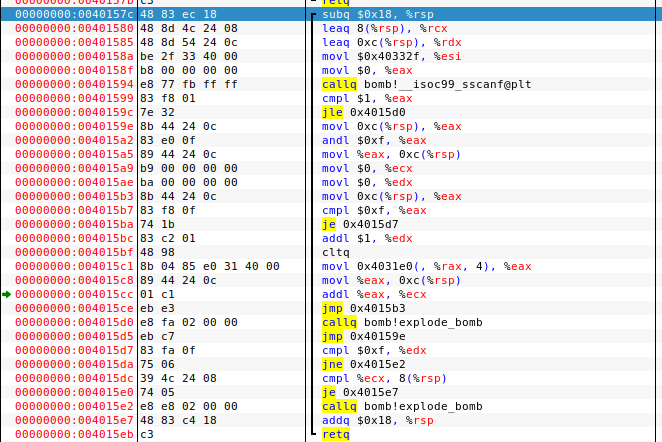 00000000:0040157b c3 retq
00000000:0040157c 48 83 ec 18 subq $0x18, %rsp
00000000:00401580 48 8d 4c 24 08 leaq 8(%rsp), %rcx
00000000:00401585 48 8d 54 24 0c leaq 0xc(%rsp), %rdx
00000000:0040158a be 2f 33 40 00 movl $0x40332f, %esi
00000000:0040158f b8 00 00 00 00 movl $0, %eax
00000000:00401594 e8 77 fb ff ff callq bomb!__isoc99_sscanf@plt
00000000:00401599 83 f8 01 cmpl $1, %eax
00000000:0040159c 7e 32 jle 0x4015d0
00000000:0040159e 8b 44 24 0c movl 0xc(%rsp), %eax
00000000:004015a2 83 e0 0f andl $0xf, %eax
00000000:004015a5 89 44 24 0c movl %eax, 0xc(%rsp)
00000000:004015a9 b9 00 00 00 00 movl $0, %ecx
00000000:004015ae ba 00 00 00 00 movl $0, %edx
00000000:004015b3 8b 44 24 0c movl 0xc(%rsp), %eax
00000000:004015b7 83 f8 0f cmpl $0xf, %eax
00000000:004015ba 74 1b je 0x4015d7
00000000:004015bc 83 c2 01 addl $1, %edx
00000000:004015bf 48 98 cltq
00000000:004015c1 8b 04 85 e0 31 40 00 movl 0x4031e0(, %rax, 4), %eax
00000000:004015c8 89 44 24 0c movl %eax, 0xc(%rsp)
00000000:004015cc 01 c1 addl %eax, %ecx
00000000:004015ce eb e3 jmp 0x4015b3
00000000:004015d0 e8 fa 02 00 00 callq bomb!explode_bomb
00000000:004015d5 eb c7 jmp 0x40159e
00000000:004015d7 83 fa 0f cmpl $0xf, %edx
00000000:004015da 75 06 jne 0x4015e2
00000000:004015dc 39 4c 24 08 cmpl %ecx, 8(%rsp)
00000000:004015e0 74 05 je 0x4015e7
00000000:004015e2 e8 e8 02 00 00 callq bomb!explode_bomb
00000000:004015e7 48 83 c4 18 addq $0x18, %rsp
00000000:004015eb c3 retq